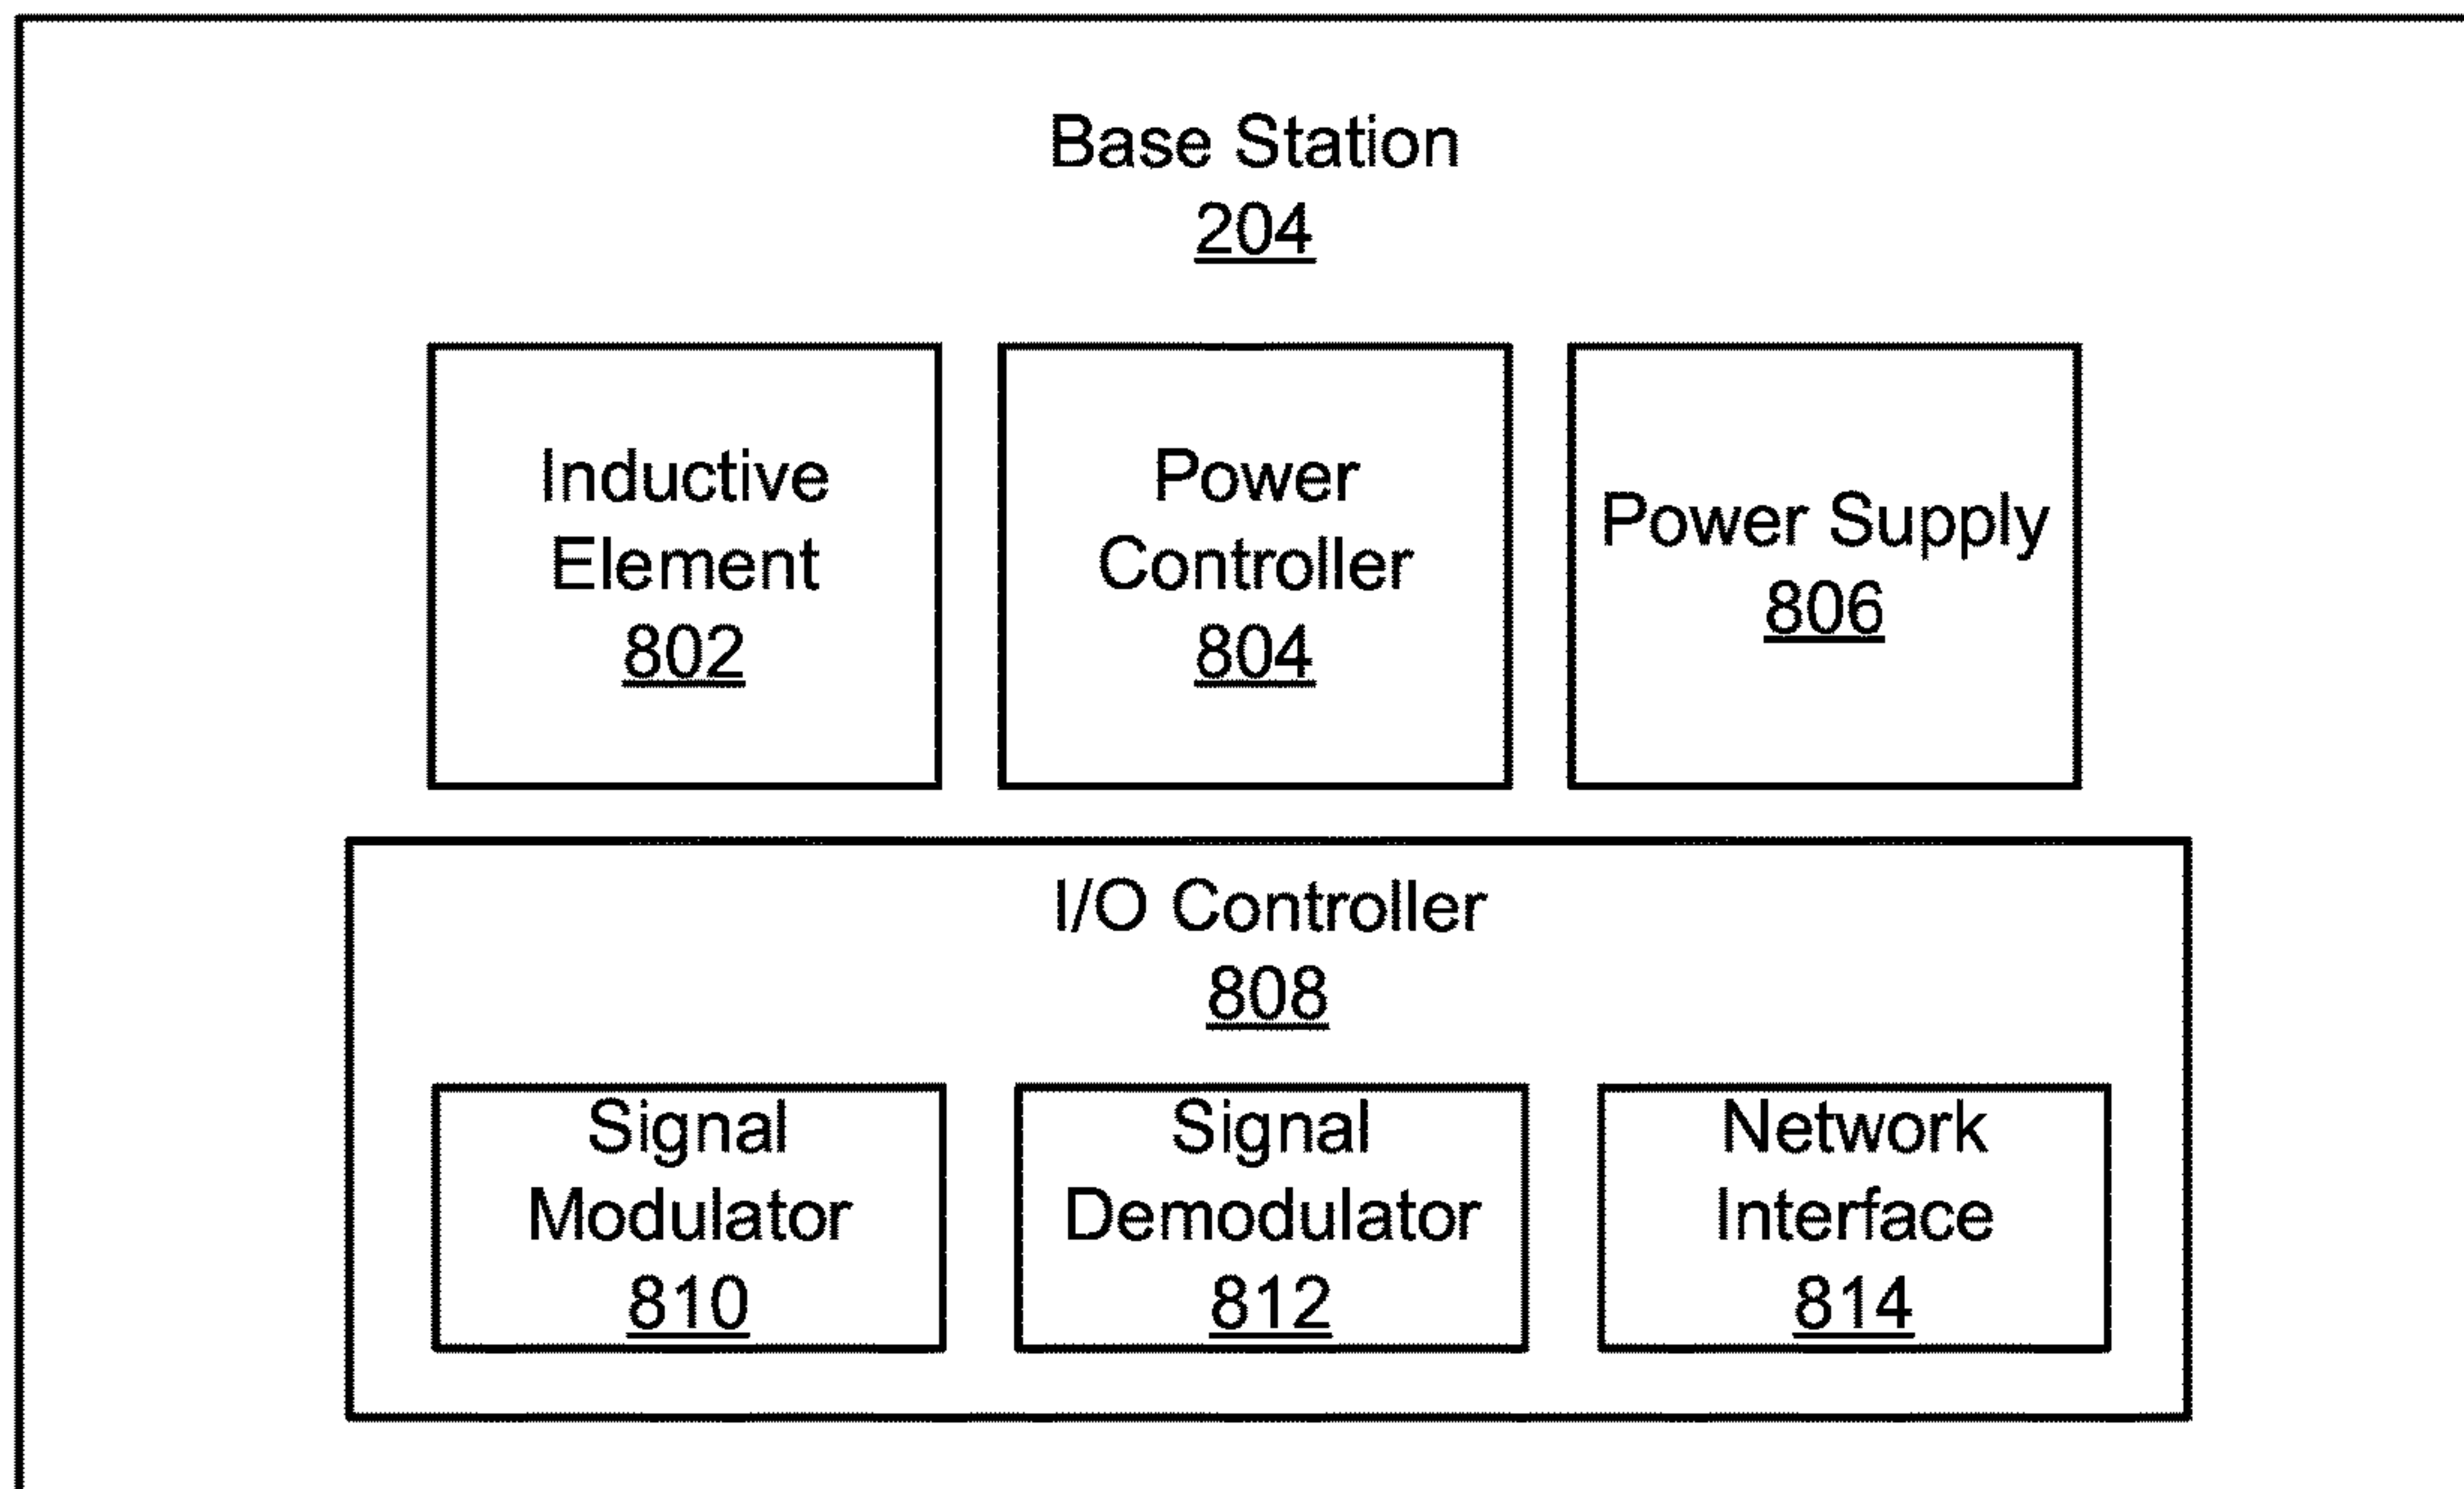 Base Station
204
Inductive
Element
802
Power
Controller
804
Power Supply
806
I/O Controller
808
Signal
Modulator
810
Signal
Demodulator
812
Network
Interface
814